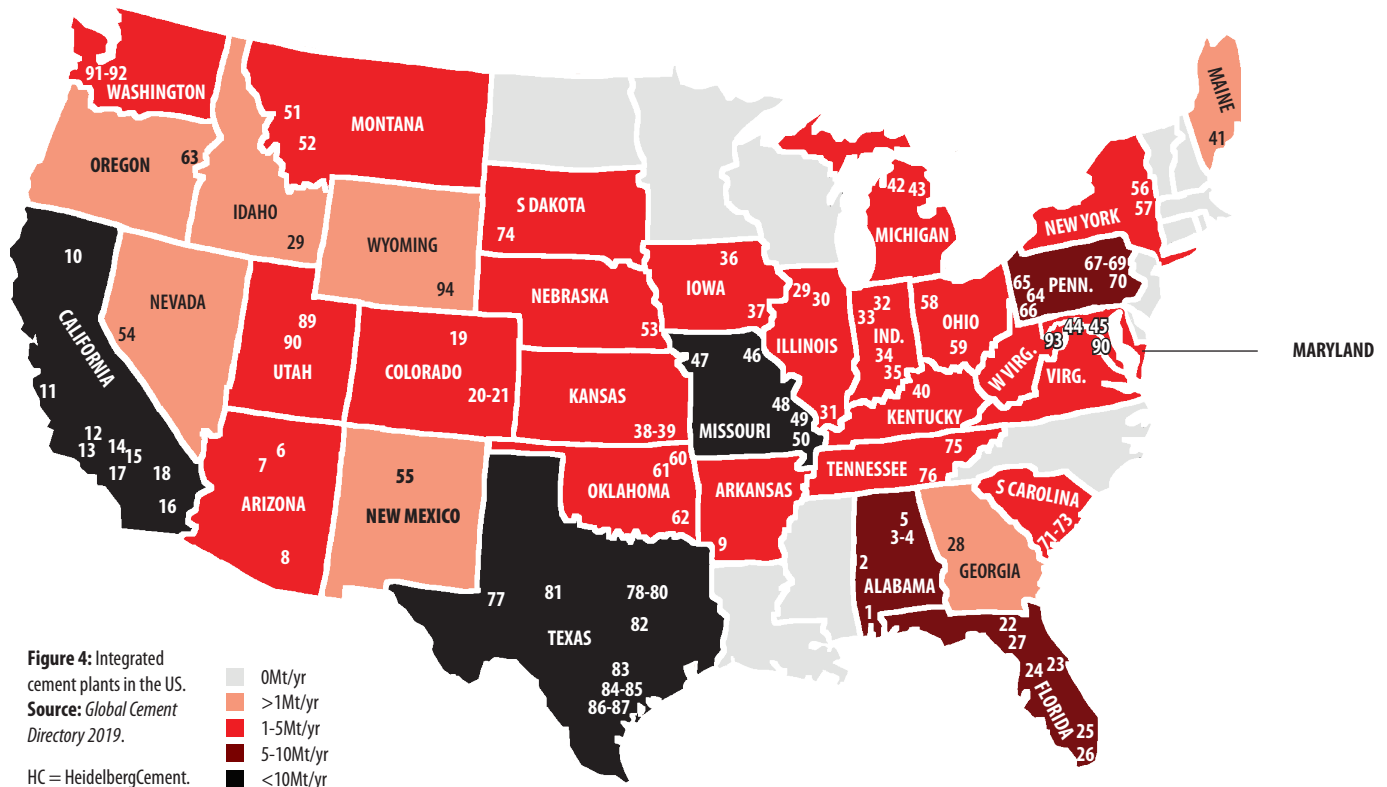 91-92
WASHINGTON
51
52
MONTANA
MAINE
41
OREGON
63
IDAHO
29
WYOMING
94
S DAKOTA
74
42 43
MICHIGAN
56
57
NEW YORK
10
NEVADA
54
CALIFORNIA
11
12
13
14
15
17
18
16
89
90
UTAH
19
COLORADO
20-21
NEBRASKA
53
36
IOWA
37
29
30
ILLINOIS
31
32
33
IND.
34
35
58
OHIO
59
65
64
66
PENN.
67-69
70
93
44
45
90
MARYLAND
W VIRG.
VIRG.
KANSAS
38-39
47
46
48
49
50
MISSOURI
40
KENTUCKY
75
TENNESSEE
76
6
7
ARIZONA
8
55
NEW MEXICO
60
61
OKLAHOMA
62
ARKANSAS
9
S CAROLINA
71-73
5
3-4
2
ALABAMA
1
28
GEORGIA
77
81
78-80
82
TEXAS
83
84-85
86-87
22
27
24
23
FLORIDA
25
26
Figure 4: Integrated
cement plants in the US.
Source: Global Cement
Directory 2019.
HC = HeidelbergCement.
0Mt/yr
>1Mt/yr
1-5Mt/yr
5-10Mt/yr
<10Mt/yr